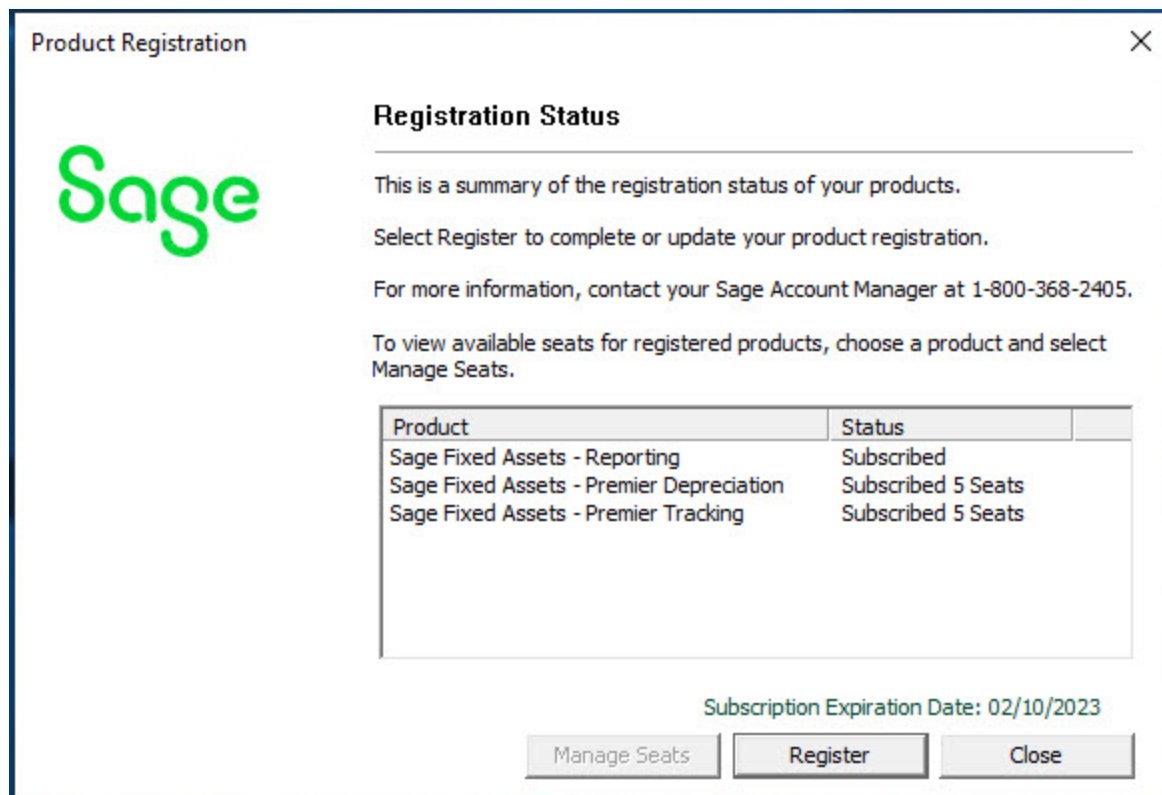 Product Registration
Sage
Registration Status
This is a summary of the registration status of your products.
Select Register to complete or update your product registration.
For more information, contact your Sage Account Manager at 1-800-368-2405.
To view available seats for registered products, choose a product and select
Manage Seats.
Product Status
Sage Fixed Assets - Reporting Subscribed
Sage Fixed Assets - Premier Depreciation Subscribed 5 Seats
Sage Fixed Assets - Premier Tracking Subscribed 5 Seats
Subscription Expiration Date: 02/10/2023
Manage Seats Register Close